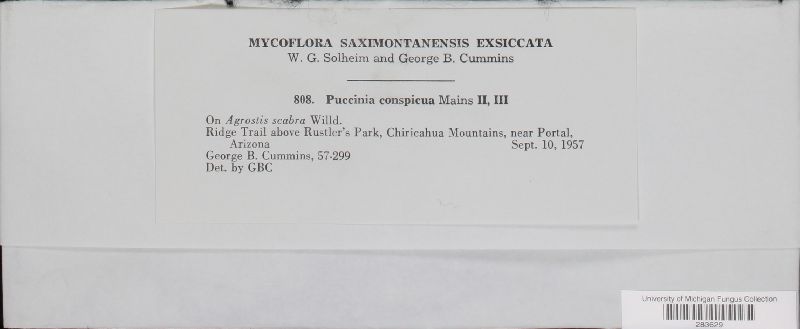 MYCOFLORA SAXIMONTANENSIS EXSICCATA
W. G. Solheim and George B. Cummins
808. Puccinia conspicua Mains II, III
On Agrostis scabra Willd.
Ridge Trail above Rustler's Park, Chiricahua Mountains, near Portal,
Arizona Sept. 10, 1957
George B. Cummins, 57-299
Det. by GBC
University of Michigan Fungus Collection
283629